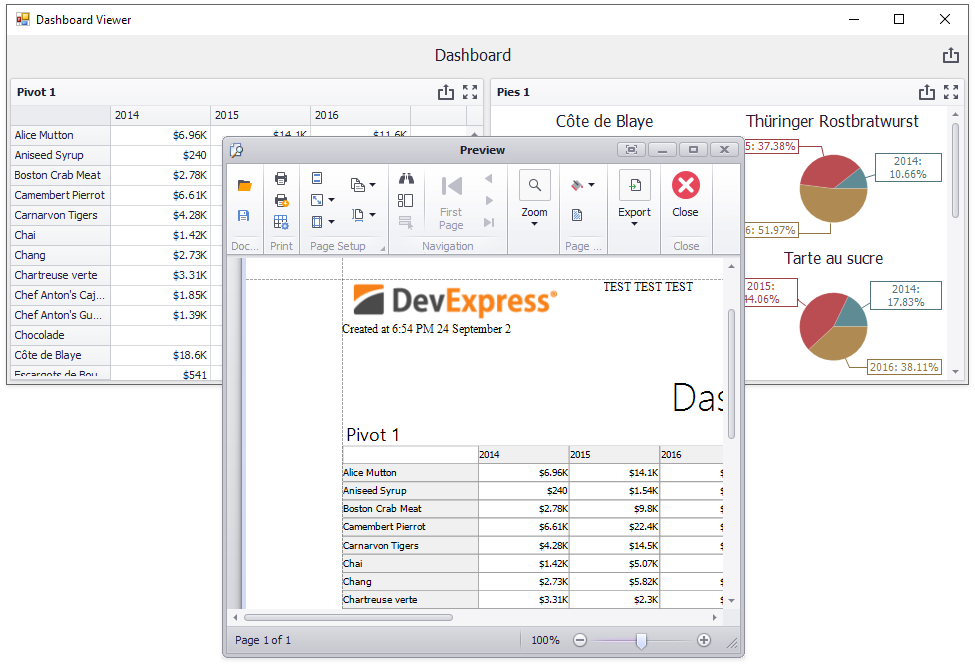 Dashboard Viewer
Dashboard
Pivot 1
2014 2015 2016
Alice Mutton $6.96K $14.1K $11.6K
Aniseed Syrup $240
Boston Crab Meat $2.78K
Camembert Pierrot $6.61K
Carnarvon Tigers $4.28K
Chai $1.42K
Chang $2.73K
Chartreuse verte $3.31K
Chef Anton's Caj... $1.85K
Chef Anton's Gu... $1.39K
Chocolade
Côte de Blaye $18.6K
Escargots de Bou... $541
Pies 1
Côte de Blaye
Thüringer Rostbratwurst
5: 37.38%
2014:
10.66%
6: 51.97%
Tarte au sucre
2015:
44.06%
2014:
17.83%
2016: 38.11%
Preview
First
Page
Zoom
Export
Close
Doc... Print Page Setup Navigation Page ... Close
DevExpress®
TEST TEST TEST
Created at 6:54 PM 24 September 2
Das
Pivot 1
2014 2015 2016
Alice Mutton $6.96K $14.1K $
Aniseed Syrup $240 $1.54K $
Boston Crab Meat $2.78K $9.8K $
Camembert Pierrot $6.61K $22.4K $
Carnarvon Tigers $4.28K $14.5K $
Chai $1.42K $5.07K
Chang $2.73K $5.82K $
Chartreuse verte $3.31K $2.3K $
Page 1 of 1
100%